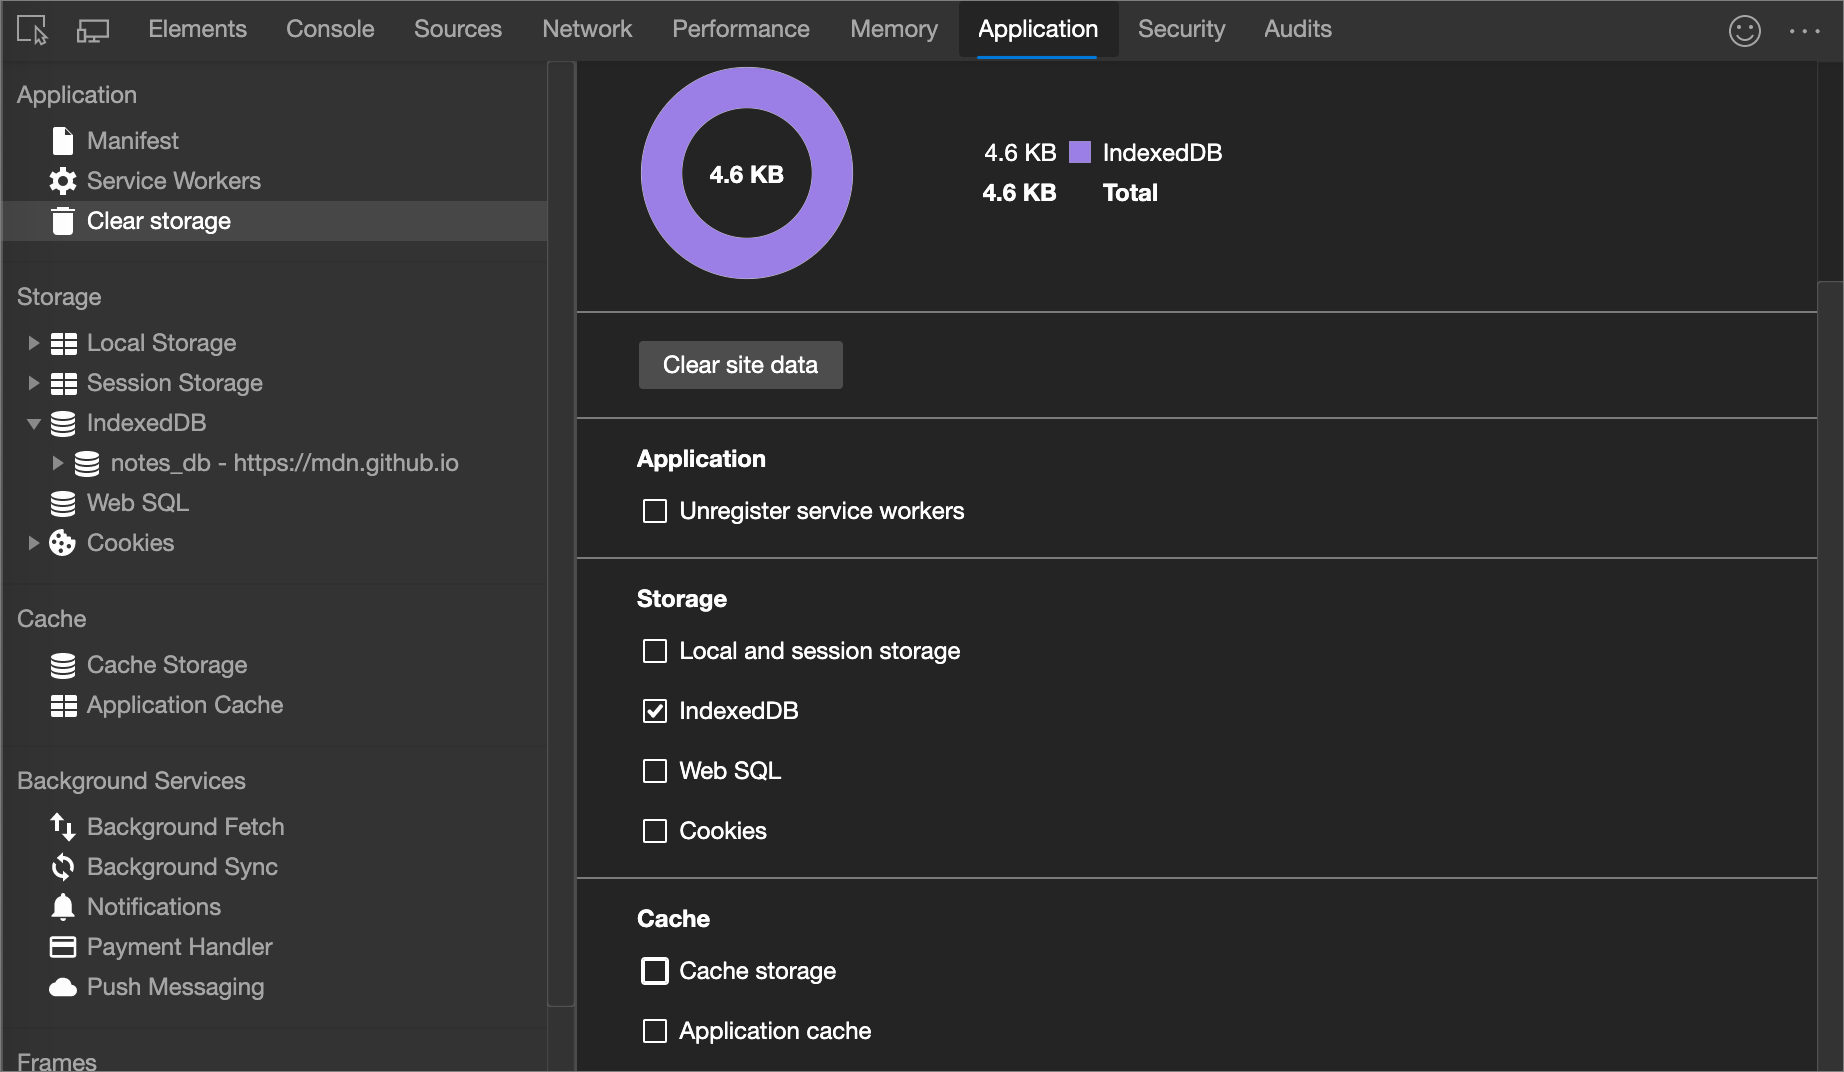 Elements Console Sources Network Performance Memory Application Security Audits
Application
Manifest
Service Workers
Clear storage
Storage
Local Storage
Session Storage
IndexedDB
notes_db - https://mdn.github.io
Web SQL
Cookies
Cache
Cache Storage
Application Cache
Background Services
Background Fetch
Background Sync
Notifications
Payment Handler
Push Messaging
Frames
4.6 KB
4.6 KB IndexedDB
4.6 KB Total
Clear site data
Application
Unregister service workers
Storage
Local and session storage
IndexedDB
Web SQL
Cookies
Cache
Cache storage
Application cache